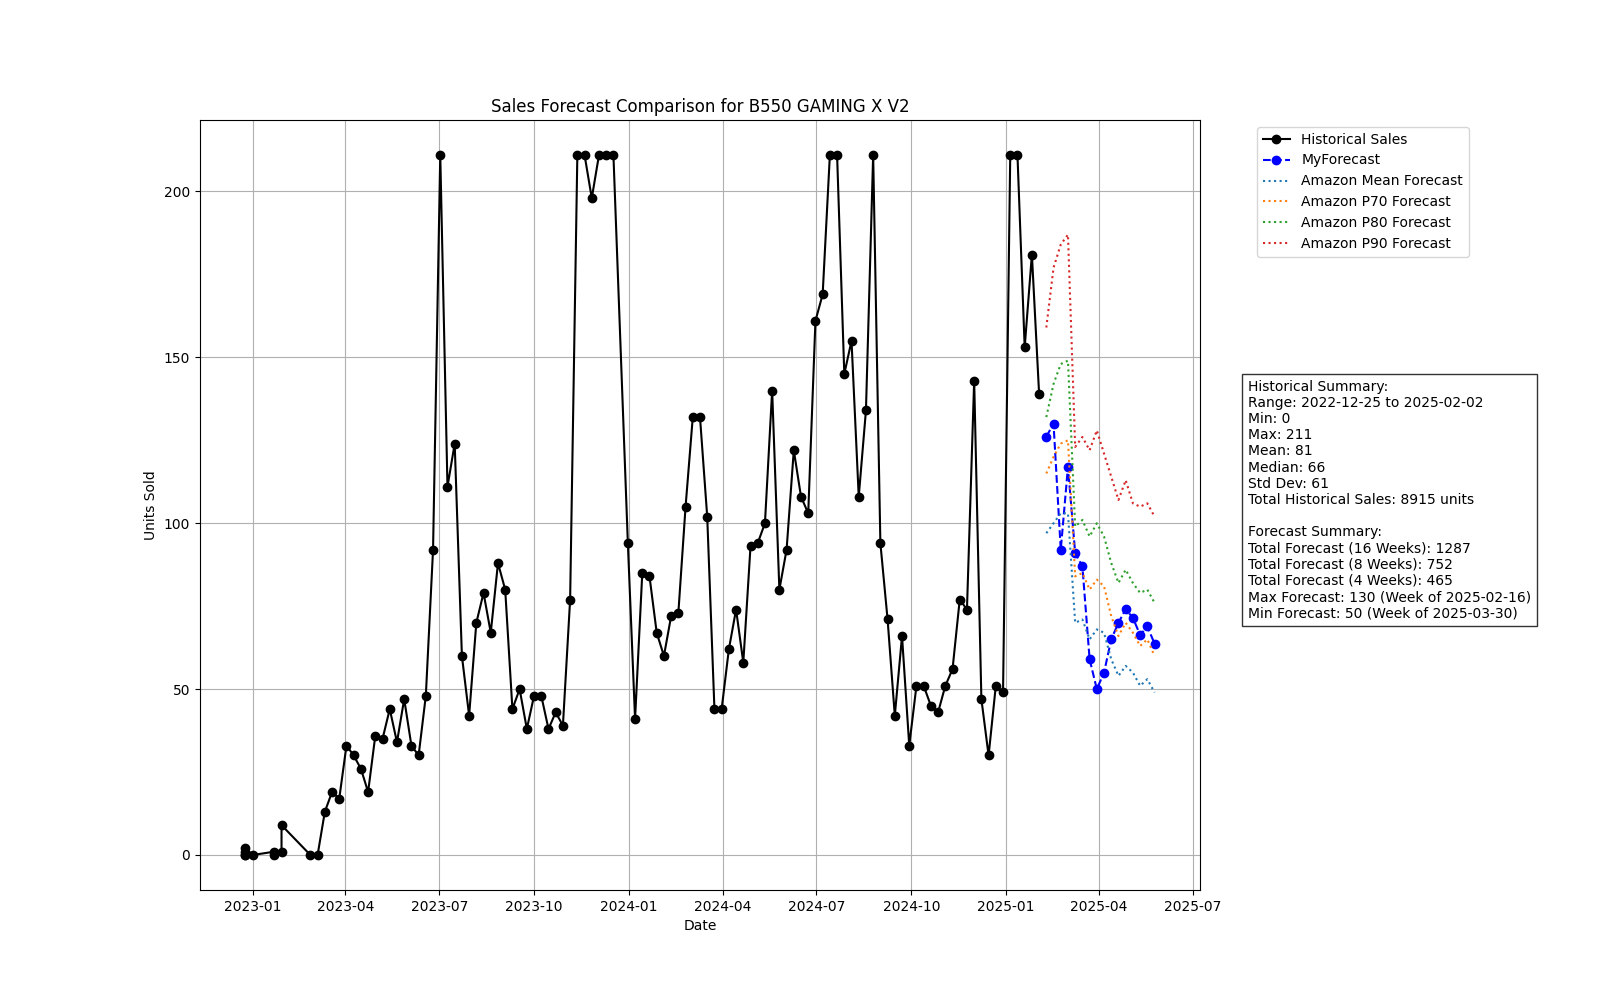 Sales Forecast Comparison for B550 GAMING X V2
Units Sold
200
150
100
50
0
2023-01 2023-04 2023-07 2023-10 2024-01 2024-04 2024-07 2024-10 2025-01 2025-04 2025-07
Date
Historical Sales
MyForecast
Amazon Mean Forecast
Amazon P70 Forecast
Amazon P80 Forecast
Amazon P90 Forecast
Historical Summary:
Range: 2022-12-25 to 2025-02-02
Min: 0
Max: 211
Mean: 81
Median: 66
Std Dev: 61
Total Historical Sales: 8915 units
Forecast Summary:
Total Forecast (16 Weeks): 1287
Total Forecast (8 Weeks): 752
Total Forecast (4 Weeks): 465
Max Forecast: 130 (Week of 2025-02-16)
Min Forecast: 50 (Week of 2025-03-30)